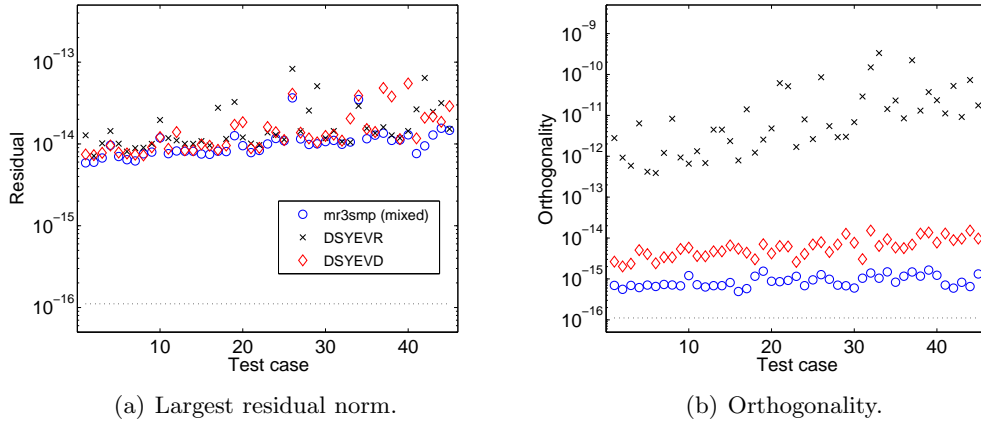 10^-13
10^-14
10^-15
10^-16
Residual
10 20 30 40
Test case
mr3smp (mixed)
DSYEVR
DSYEVD
(a) Largest residual norm.
10^-9
10^-10
10^-11
10^-12
10^-13
10^-14
10^-15
10^-16
Orthogonality
10 20 30 40
Test case
(b) Orthogonality.